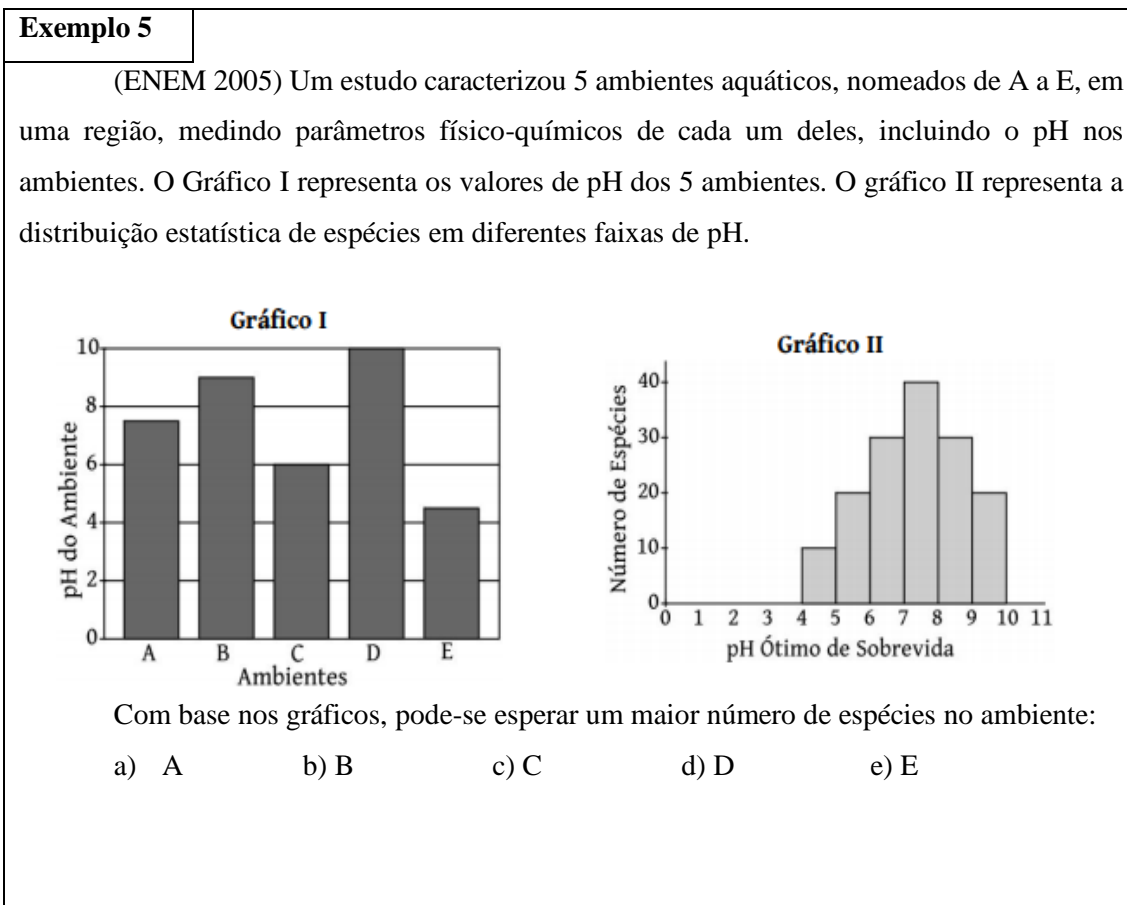 Exemplo 5
(ENEM 2005) Um estudo caracterizou 5 ambientes aquáticos, nomeados de A a E, em
uma região, medindo parâmetros físico-químicos de cada um deles, incluindo o pH nos
ambientes. O Gráfico I representa os valores de pH dos 5 ambientes. O gráfico II representa a
distribuição estatística de espécies em diferentes faixas de pH.
Gráfico I
pH do Ambiente
10
8
6
4
2
0
A B C D E
Ambientes
Gráfico II
Número de Espécies
40
30
20
10
0
0 1 2 3 4 5 6 7 8 9 10 11
pH Ótimo de Sobrevida
Com base nos gráficos, pode-se esperar um maior número de espécies no ambiente:
a) A b) B c) C d) D e) E